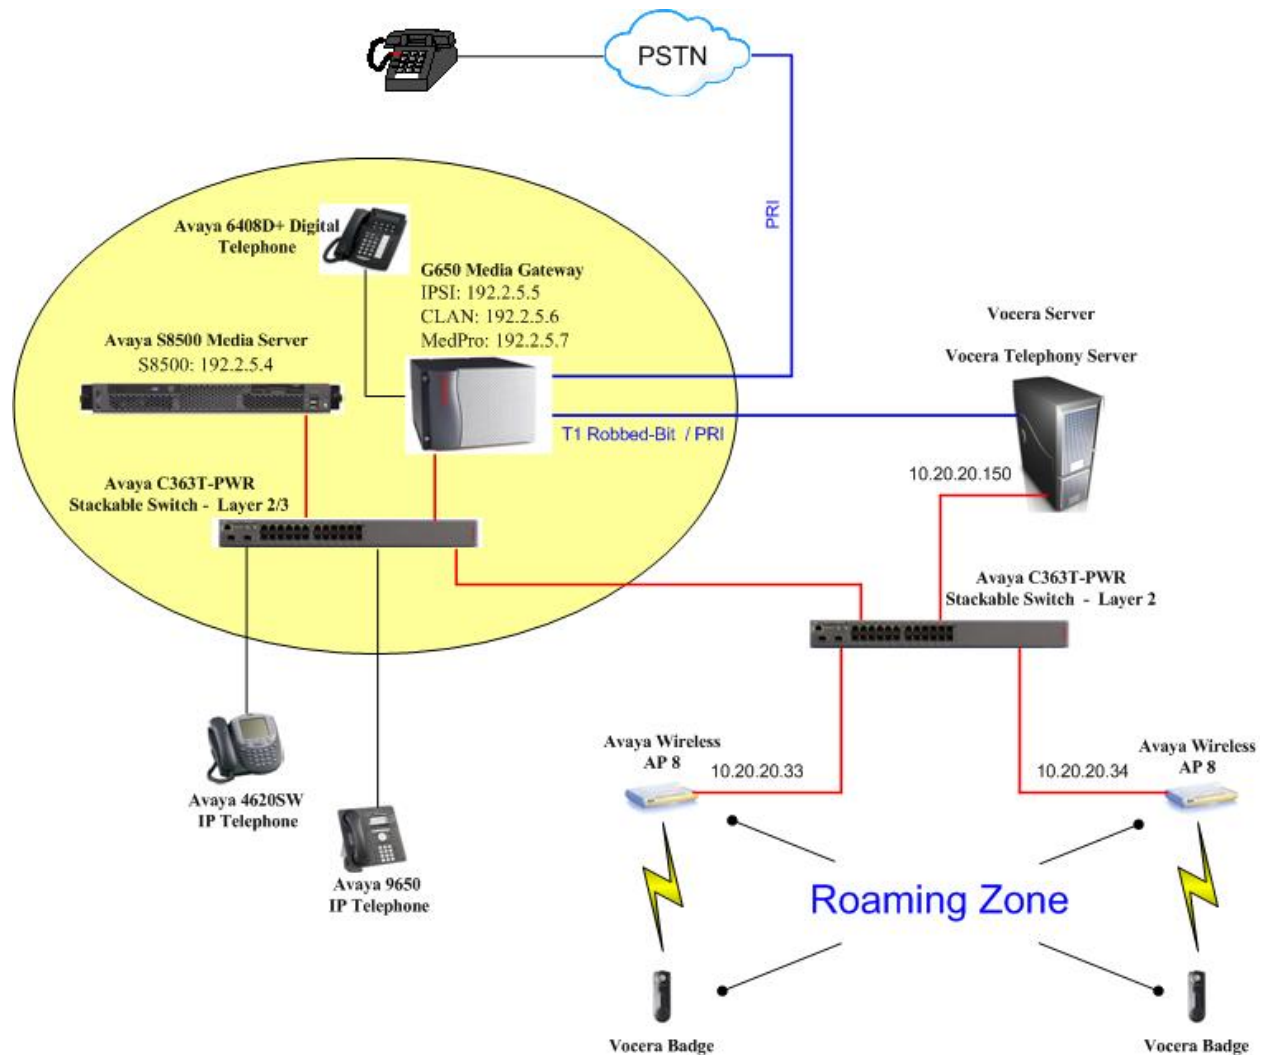 PSTN
PRI
Avaya 6408D+ Digital
Telephone
G650 Media Gateway
IPSI: 192.2.5.5
CLAN: 192.2.5.6
MedPro: 192.2.5.7
Avaya S8500 Media Server
S8500: 192.2.5.4
Vocera Server
Vocera Telephony Server
T1 Robbed-Bit / PRI
10.20.20.150
Avaya C363T-PWR
Stackable Switch - Layer 2/3
Avaya C363T-PWR
Stackable Switch - Layer 2
Avaya Wireless
AP 8
10.20.20.33
10.20.20.34
Avaya Wireless
AP 8
Avaya 4620SW
IP Telephone
Avaya 9650
IP Telephone
Roaming Zone
Vocera Badge
Vocera Badge